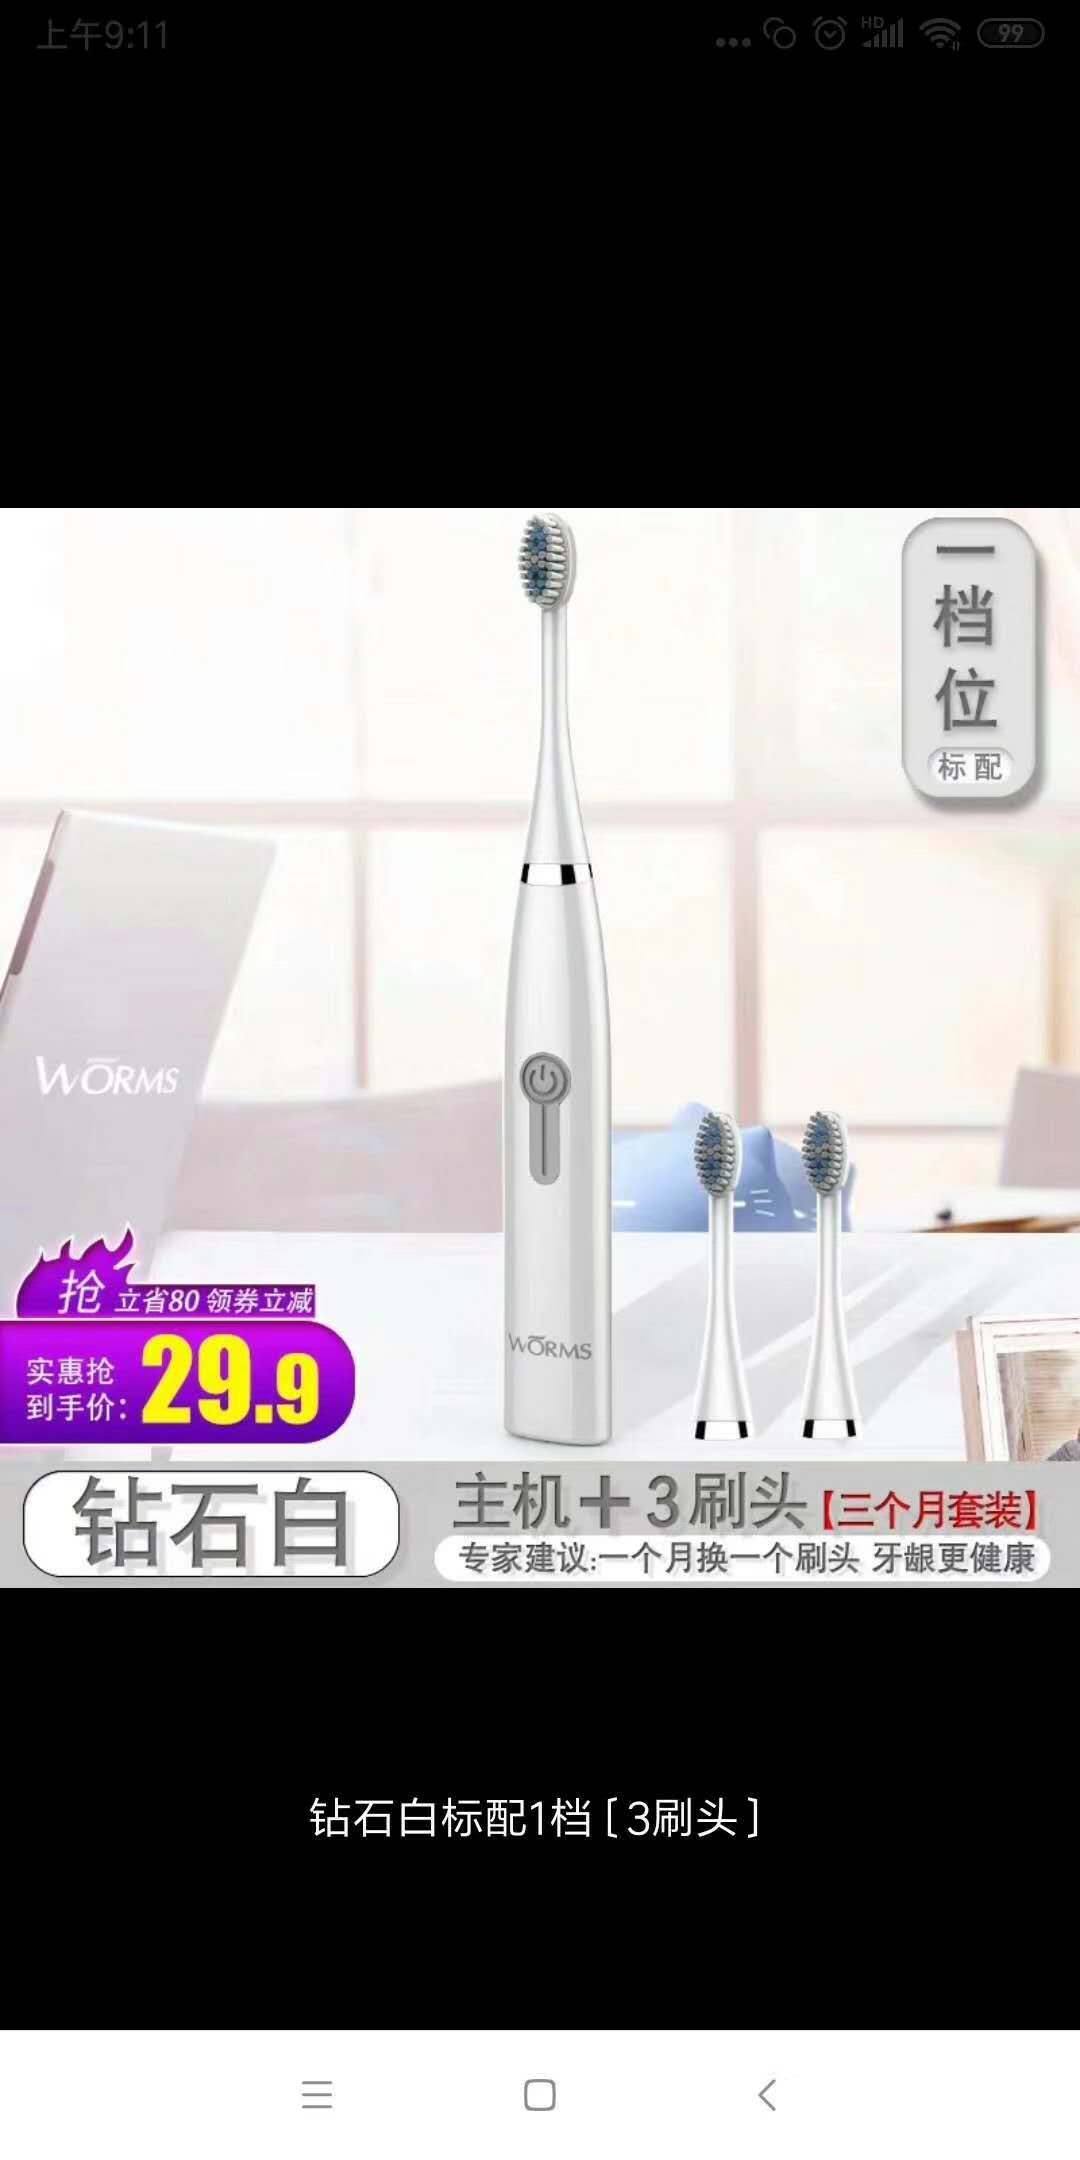 上午9:11
HD
99
一
档
位
标配
WŌRMS
抢 立省80 领券立减
实惠抢
到手价: 29.9
WŌRMS
钻石白
主机+3刷头【三个月套装】
专家建议:一个月换一个刷头 牙龈更健康
钻石白标配1档[3刷头]